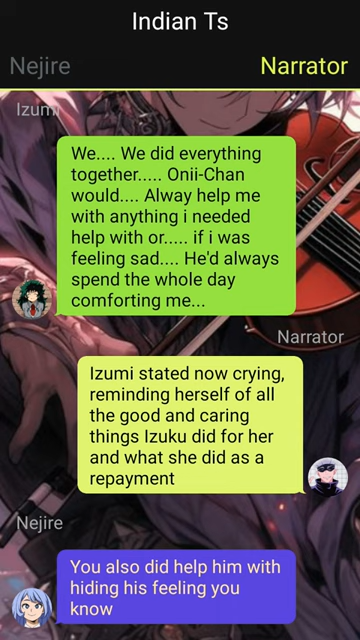 Indian Ts
Nejire
Narrator
Izumi
We.... We did everything
together..... Onii-Chan
would.... Alway help me
with anything i needed
help with or..... if i was
feeling sad.... He'd always
spend the whole day
comforting me...
Narrator
Izumi stated now crying,
reminding herself of all
the good and caring
things Izuku did for her
and what she did as a
repayment
Nejire
You also did help him with
hiding his feeling you
know